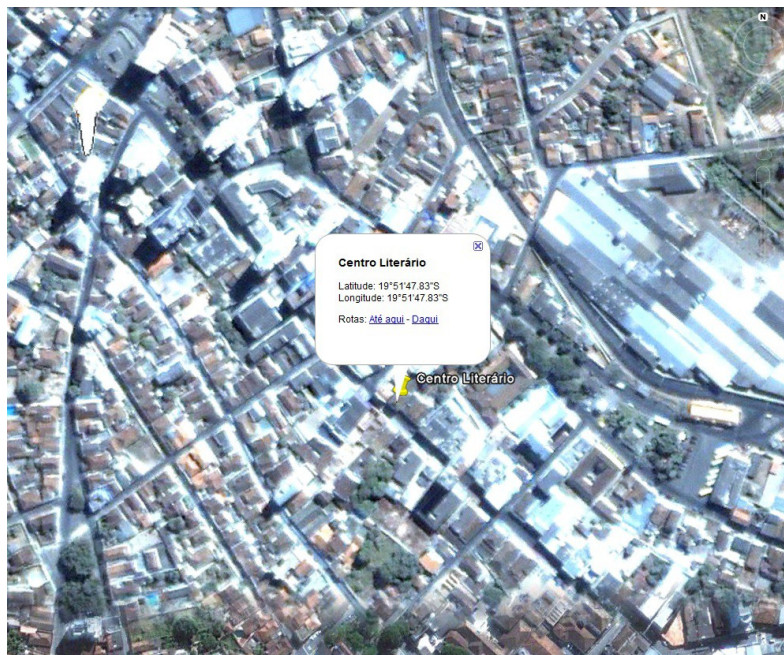 N
Centro Literário
Latitude: 19°51'47.83"S
Longitude: 19°51'47.83"S
Rotas: Até aqui - Daqui
Centro Literário